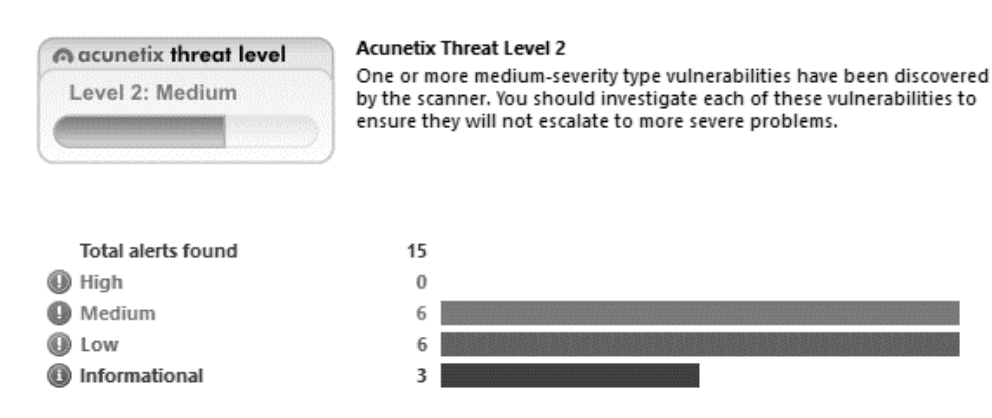 acunetix threat level
Level 2: Medium
Acunetix Threat Level 2
One or more medium-severity type vulnerabilities have been discovered
by the scanner. You should investigate each of these vulnerabilities to
ensure they will not escalate to more severe problems.
Total alerts found 15
High 0
Medium 6
Low 6
Informational 3